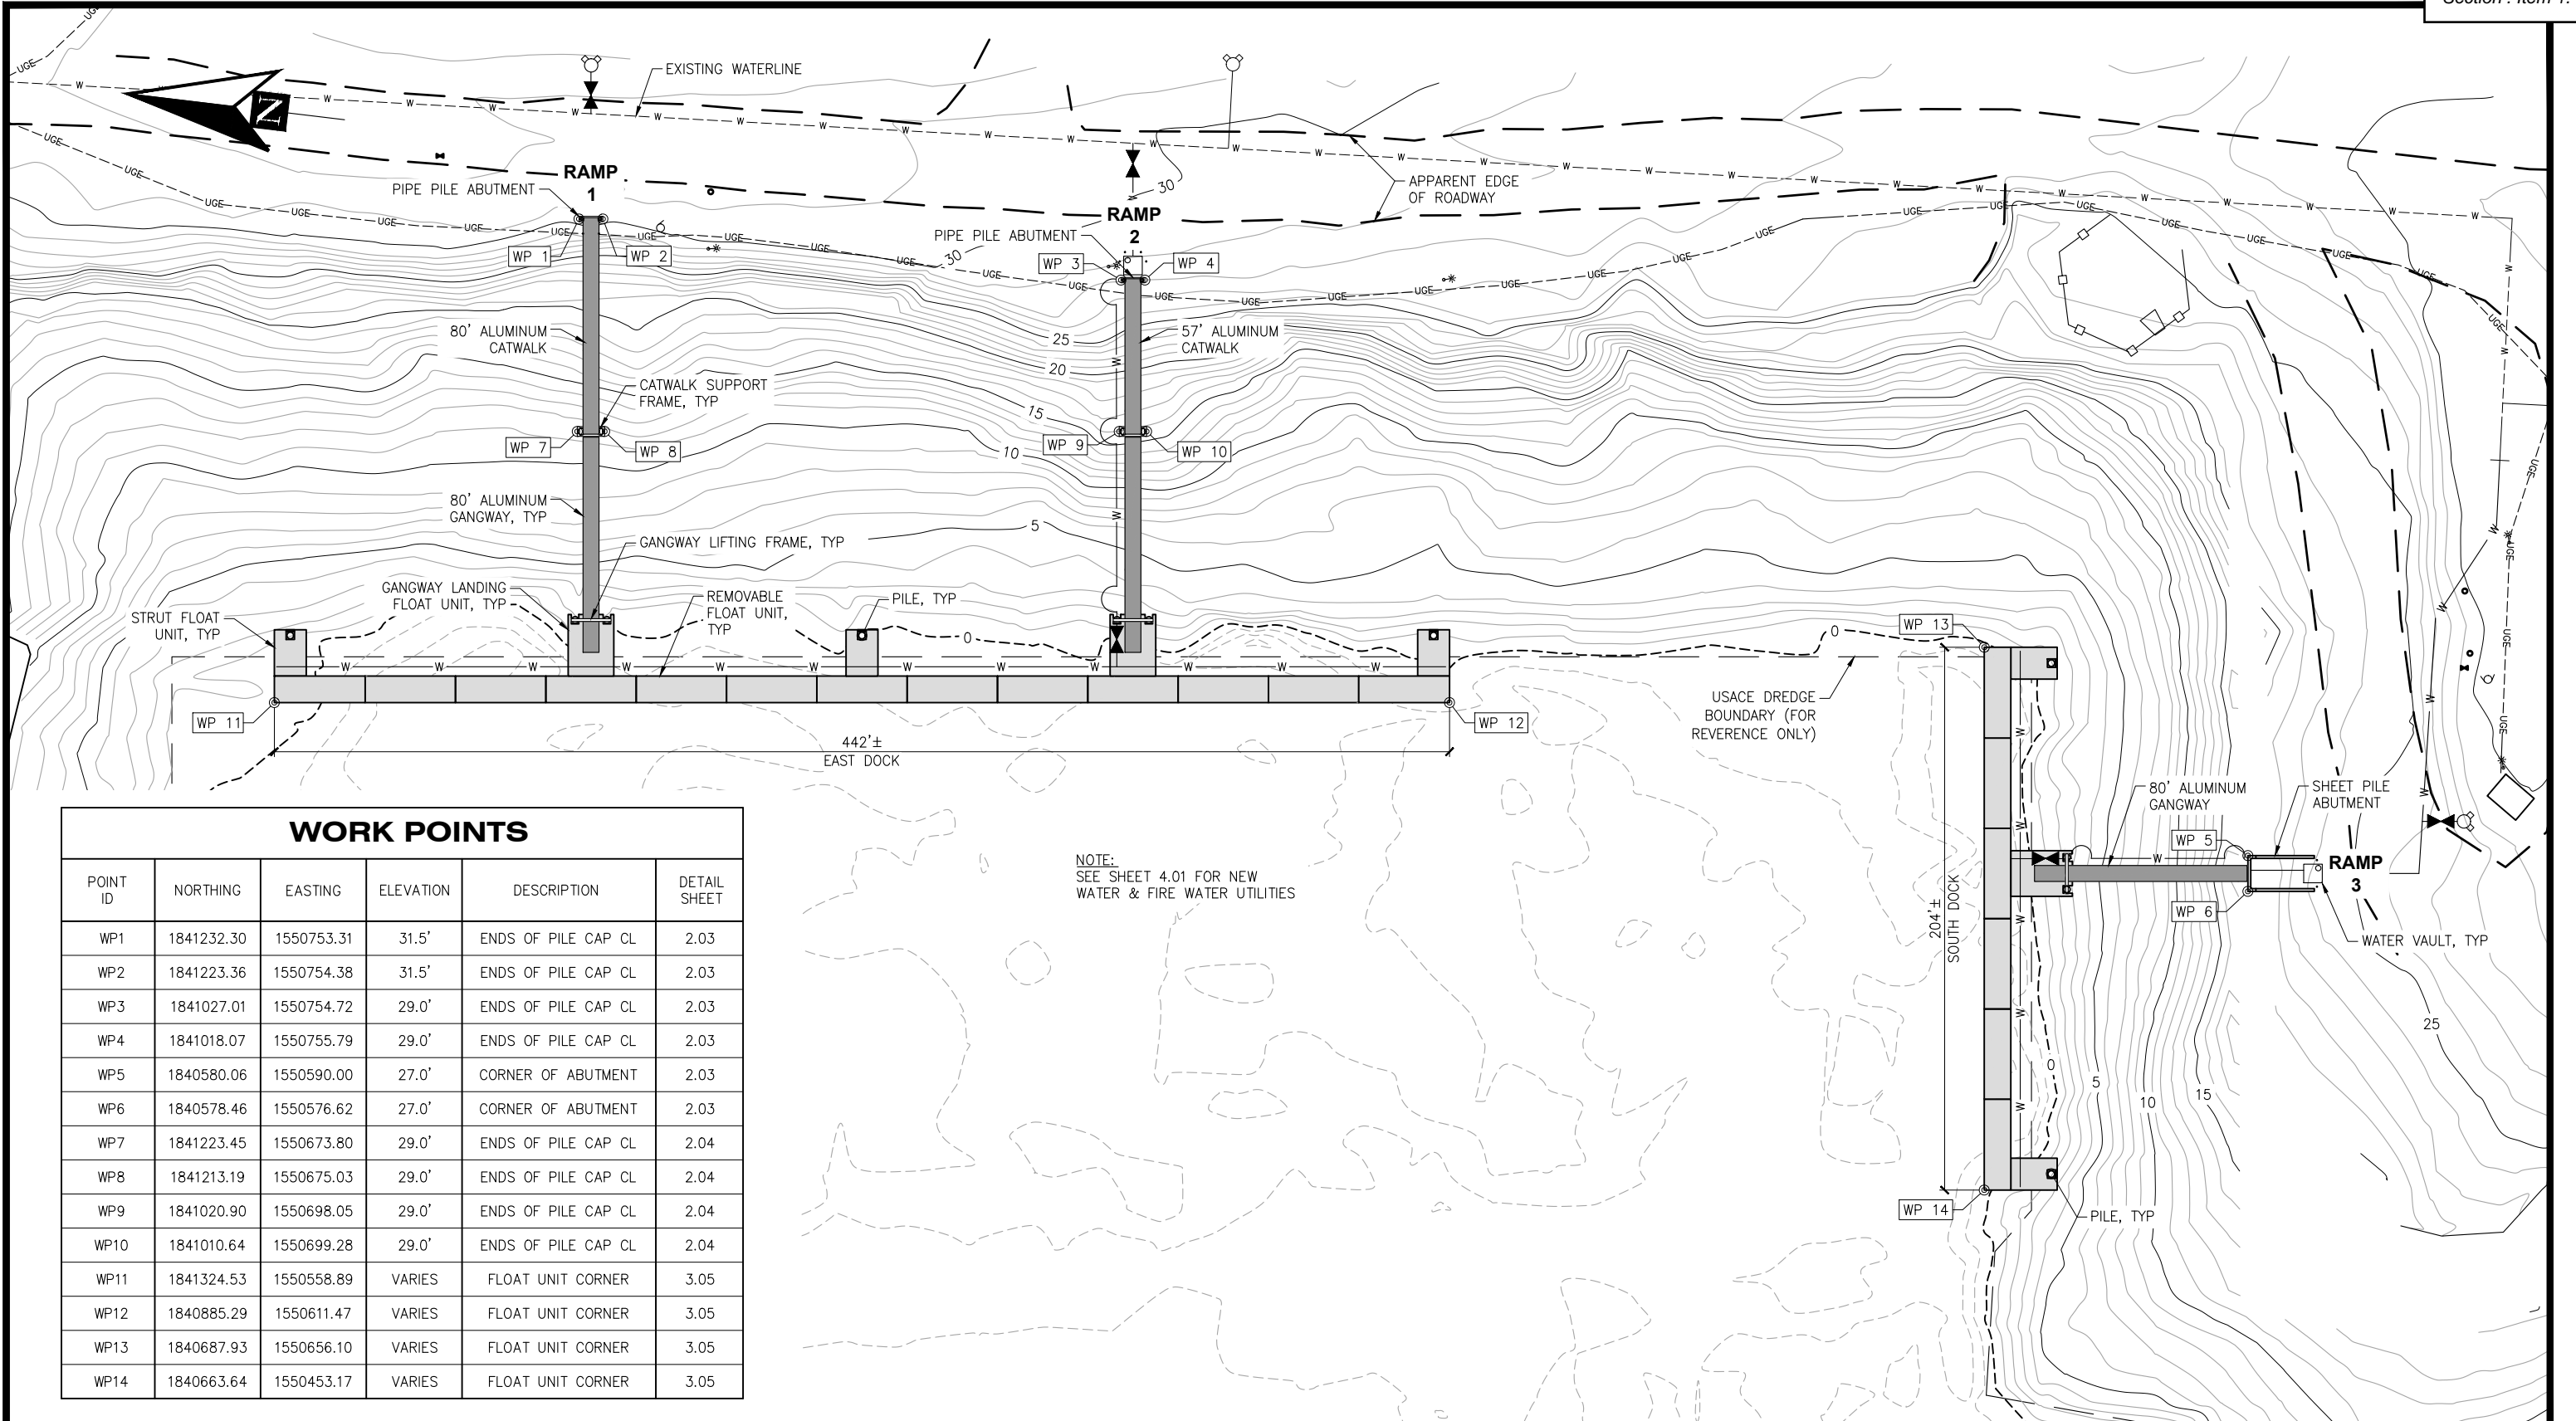 UGE
W
N
EXISTING WATERLINE
RAMP
1
PIPE PILE ABUTMENT
WP 1
WP 2
30
APPARENT EDGE
OF ROADWAY
RAMP
2
PIPE PILE ABUTMENT
WP 3
WP 4
30
80' ALUMINUM
CATWALK
25
57' ALUMINUM
CATWALK
20
CATWALK SUPPORT
FRAME, TYP
15
WP 7
WP 8
WP 9
WP 10
10
80' ALUMINUM
GANGWAY, TYP
5
GANGWAY LIFTING FRAME, TYP
GANGWAY LANDING
FLOAT UNIT, TYP
REMOVABLE
FLOAT UNIT,
TYP
PILE, TYP
STRUT FLOAT
UNIT, TYP
0
0
WP 13
WP 11
WP 12
442'±
EAST DOCK
USACE DREDGE
BOUNDARY (FOR
REVERENCE ONLY)
80' ALUMINUM
GANGWAY
SHEET PILE
ABUTMENT
WP 5
RAMP
3
WP 6
WATER VAULT, TYP
204'±
SOUTH DOCK
25
0
5
10
15
WP 14
PILE, TYP
NOTE:
SEE SHEET 4.01 FOR NEW
WATER & FIRE WATER UTILITIES
WORK POINTS
POINT ID NORTHING EASTING ELEVATION DESCRIPTION DETAIL SHEET
WP1 1841232.30 1550753.31 31.5' ENDS OF PILE CAP CL 2.03
WP2 1841223.36 1550754.38 31.5' ENDS OF PILE CAP CL 2.03
WP3 1841027.01 1550754.72 29.0' ENDS OF PILE CAP CL 2.03
WP4 1841018.07 1550755.79 29.0' ENDS OF PILE CAP CL 2.03
WP5 1840580.06 1550590.00 27.0' CORNER OF ABUTMENT 2.03
WP6 1840578.46 1550576.62 27.0' CORNER OF ABUTMENT 2.03
WP7 1841223.45 1550673.80 29.0' ENDS OF PILE CAP CL 2.04
WP8 1841213.19 1550675.03 29.0' ENDS OF PILE CAP CL 2.04
WP9 1841020.90 1550698.05 29.0' ENDS OF PILE CAP CL 2.04
WP10 1841010.64 1550699.28 29.0' ENDS OF PILE CAP CL 2.04
WP11 1841324.53 1550558.89 VARIES FLOAT UNIT CORNER 3.05
WP12 1840885.29 1550611.47 VARIES FLOAT UNIT CORNER 3.05
WP13 1840687.93 1550656.10 VARIES FLOAT UNIT CORNER 3.05
WP14 1840663.64 1550453.17 VARIES FLOAT UNIT CORNER 3.05